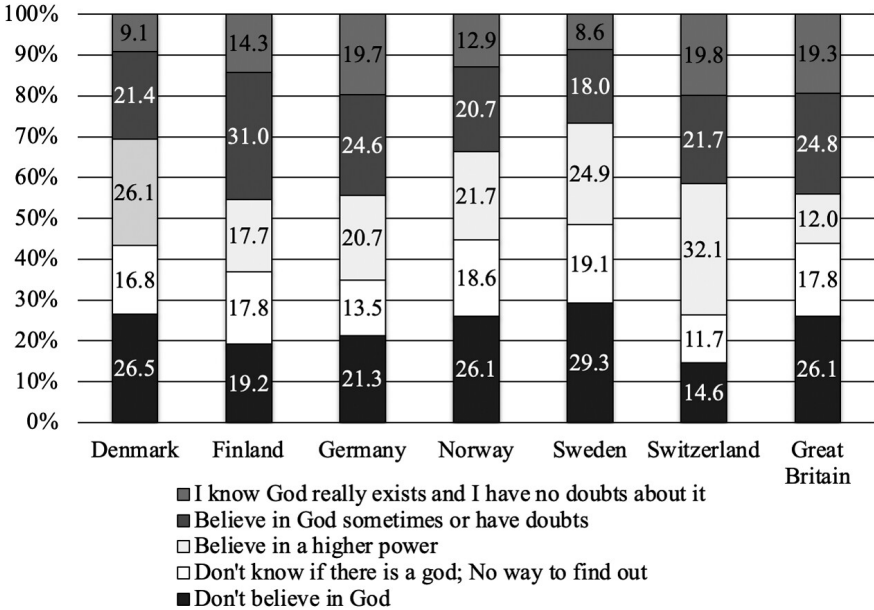 100%
9.1 14.3 19.7 12.9 8.6 19.8 19.3
90%
80%
21.4 31.0 24.6 20.7 18.0 21.7 24.8
70%
60%
26.1 17.7 20.7 21.7 24.9 32.1 12.0
50%
40%
16.8 17.8 13.5 18.6 19.1 11.7 17.8
30%
20%
26.5 19.2 21.3 26.1 29.3 14.6 26.1
10%
0%
Denmark Finland Germany Norway Sweden Switzerland Great
Britain
I know God really exists and I have no doubts about it
Believe in God sometimes or have doubts
Believe in a higher power
Don't know if there is a god; No way to find out
Don't believe in God